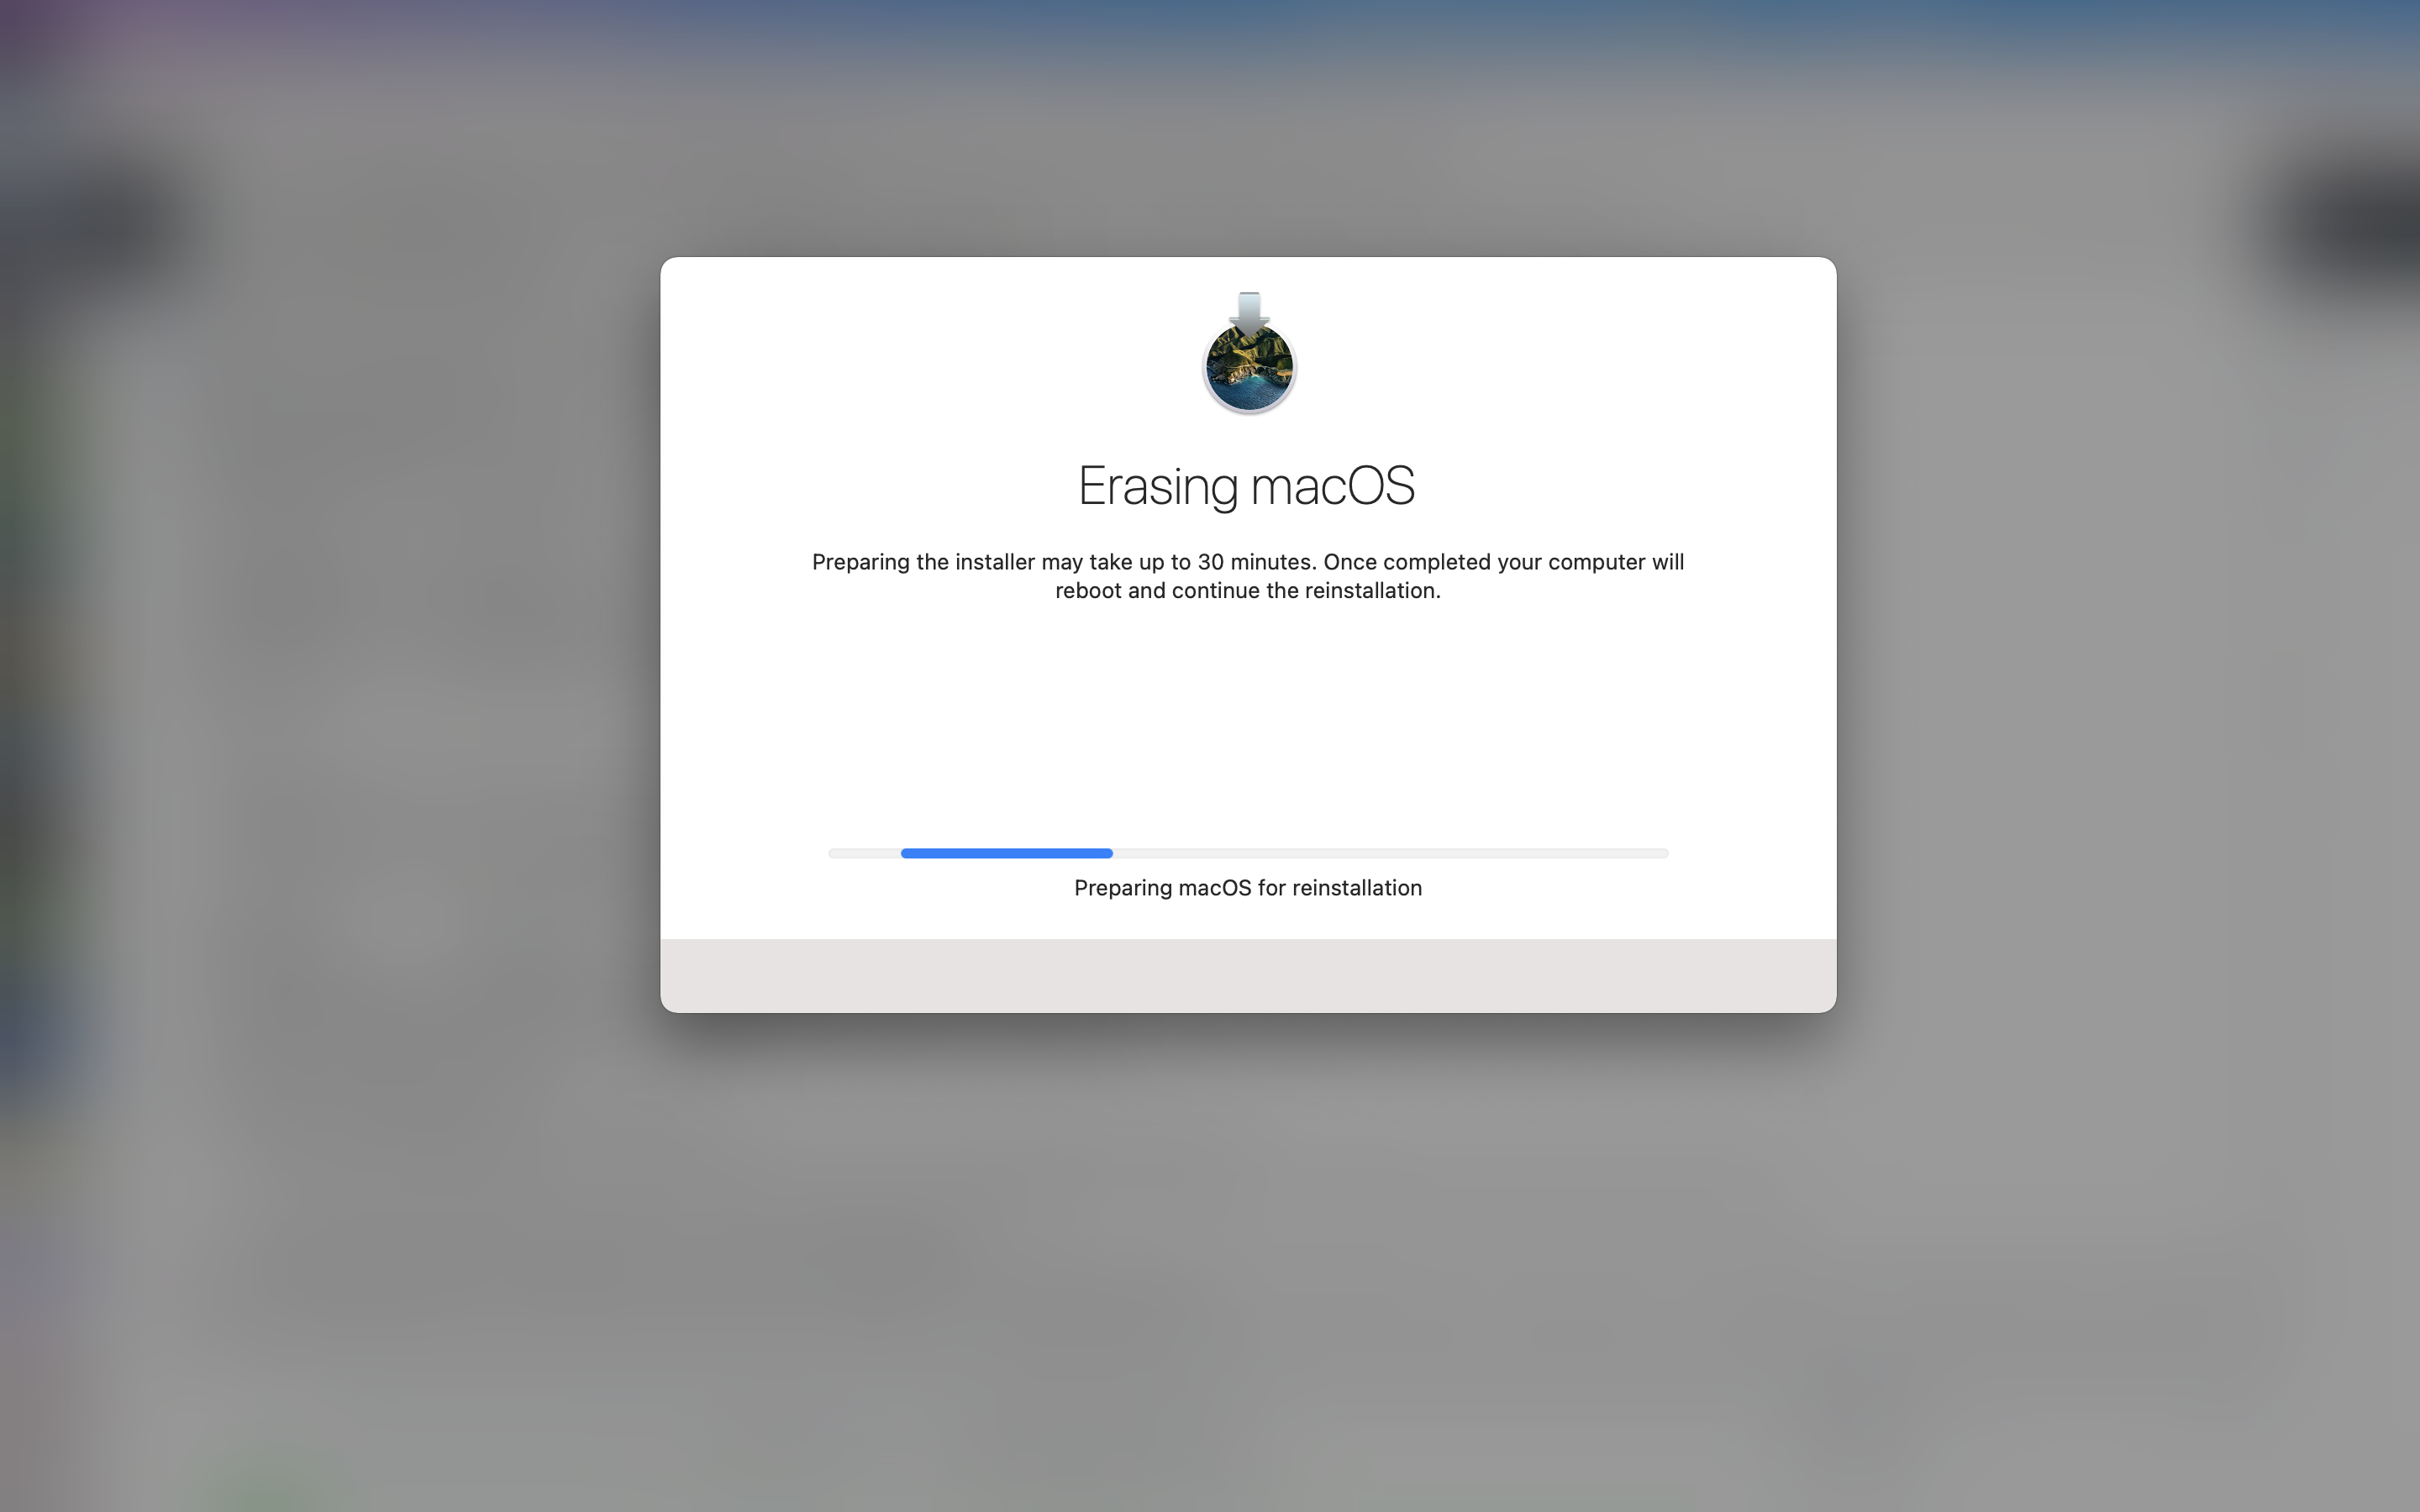 Erasing macOS
Preparing the installer may take up to 30 minutes. Once completed your computer will
reboot and continue the reinstallation.
Preparing macOS for reinstallation